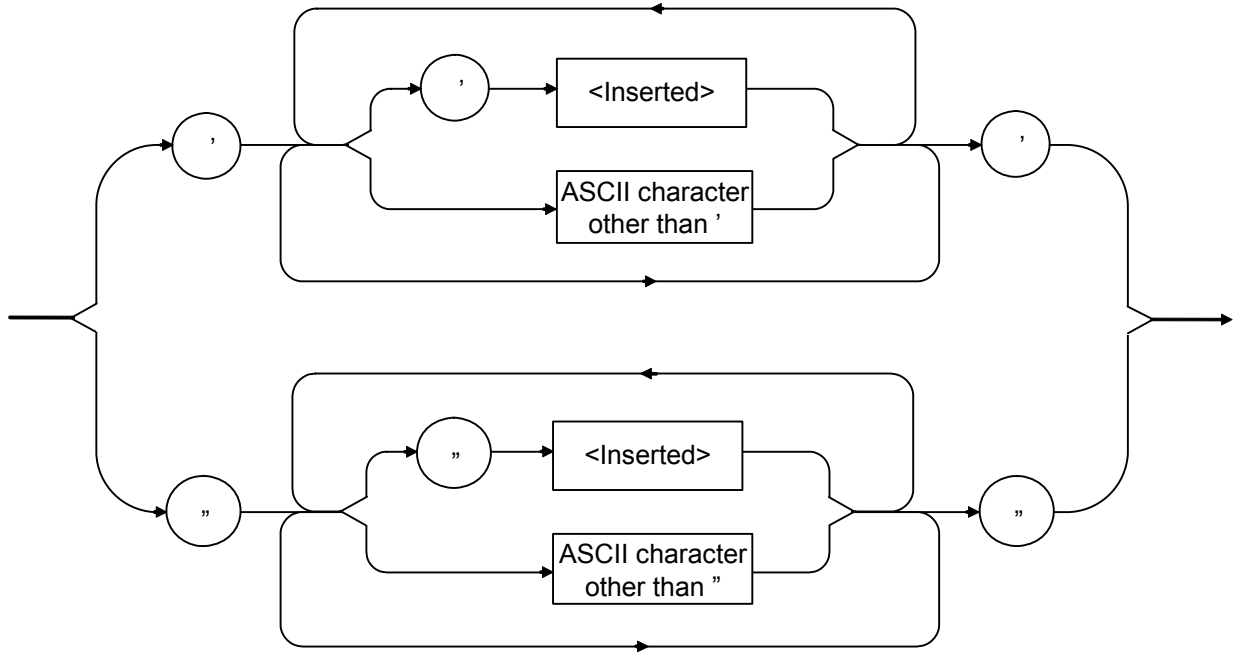 ’
<Inserted>
’
’
ASCII character
other than ’
”
<Inserted>
”
”
ASCII character
other than ”